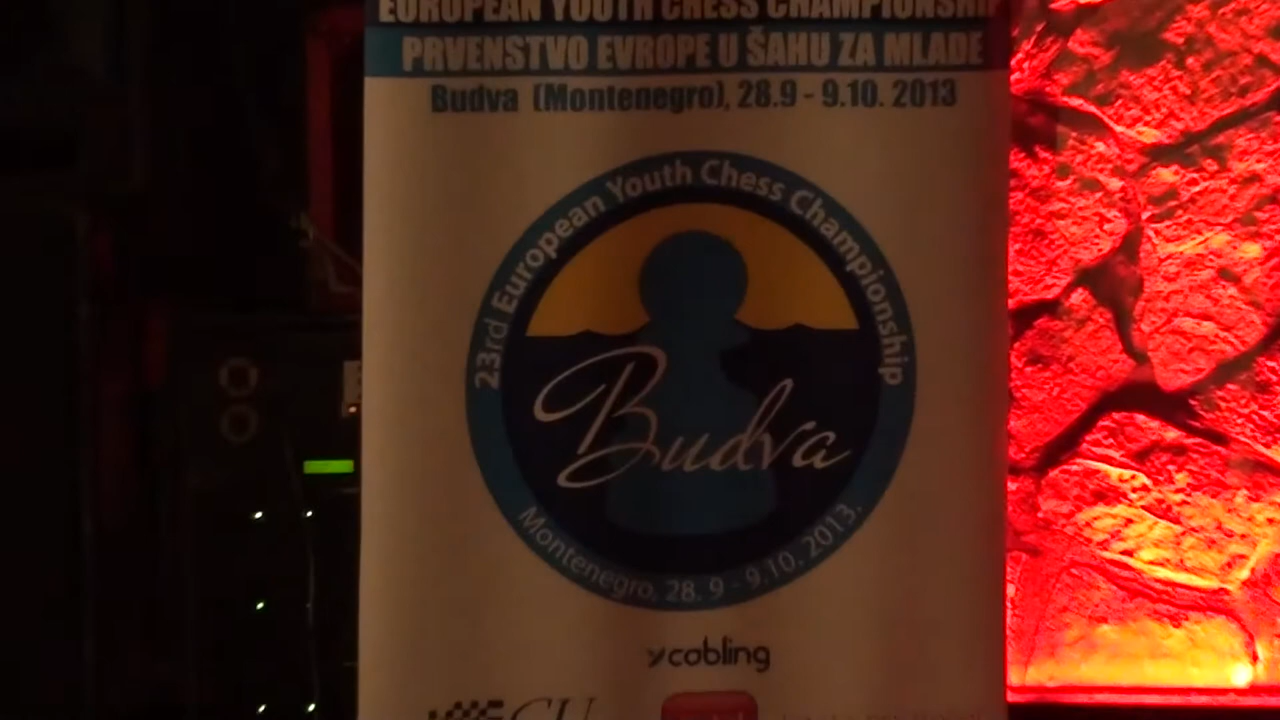 EUROPEAN YOUTH CHESS CHAMPIONSHIP
PRVENSTVO EVROPE U ŠAHU ZA MLADE
Budva (Montenegro), 28.9 - 9.10. 2013
23rd European Youth Chess Championship
Budva
Montenegro, 28. 9 - 9.10. 2013.
cabling